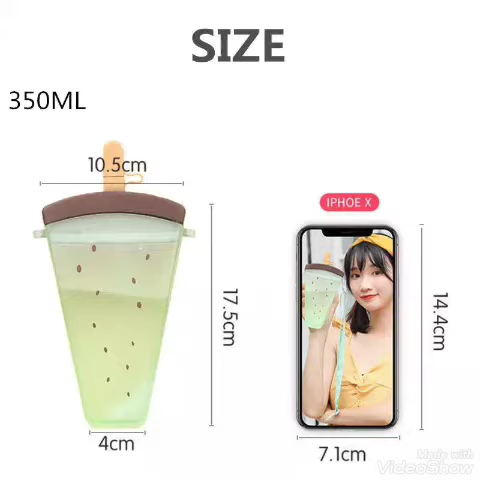 SIZE
350ML
10.5cm
IPHOE X
17.5cm
14.4cm
4cm
7.1cm
Made with
VideoShow